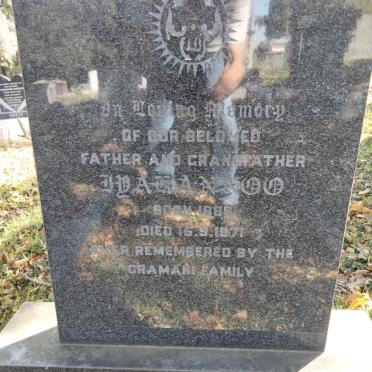 In Loving Memory
OF OUR BELOVED
FATHER AND GRANDFATHER
BORN
DIED 16.9.1971
EVER REMEMBERED BY THE
GRAMANI FAMILY